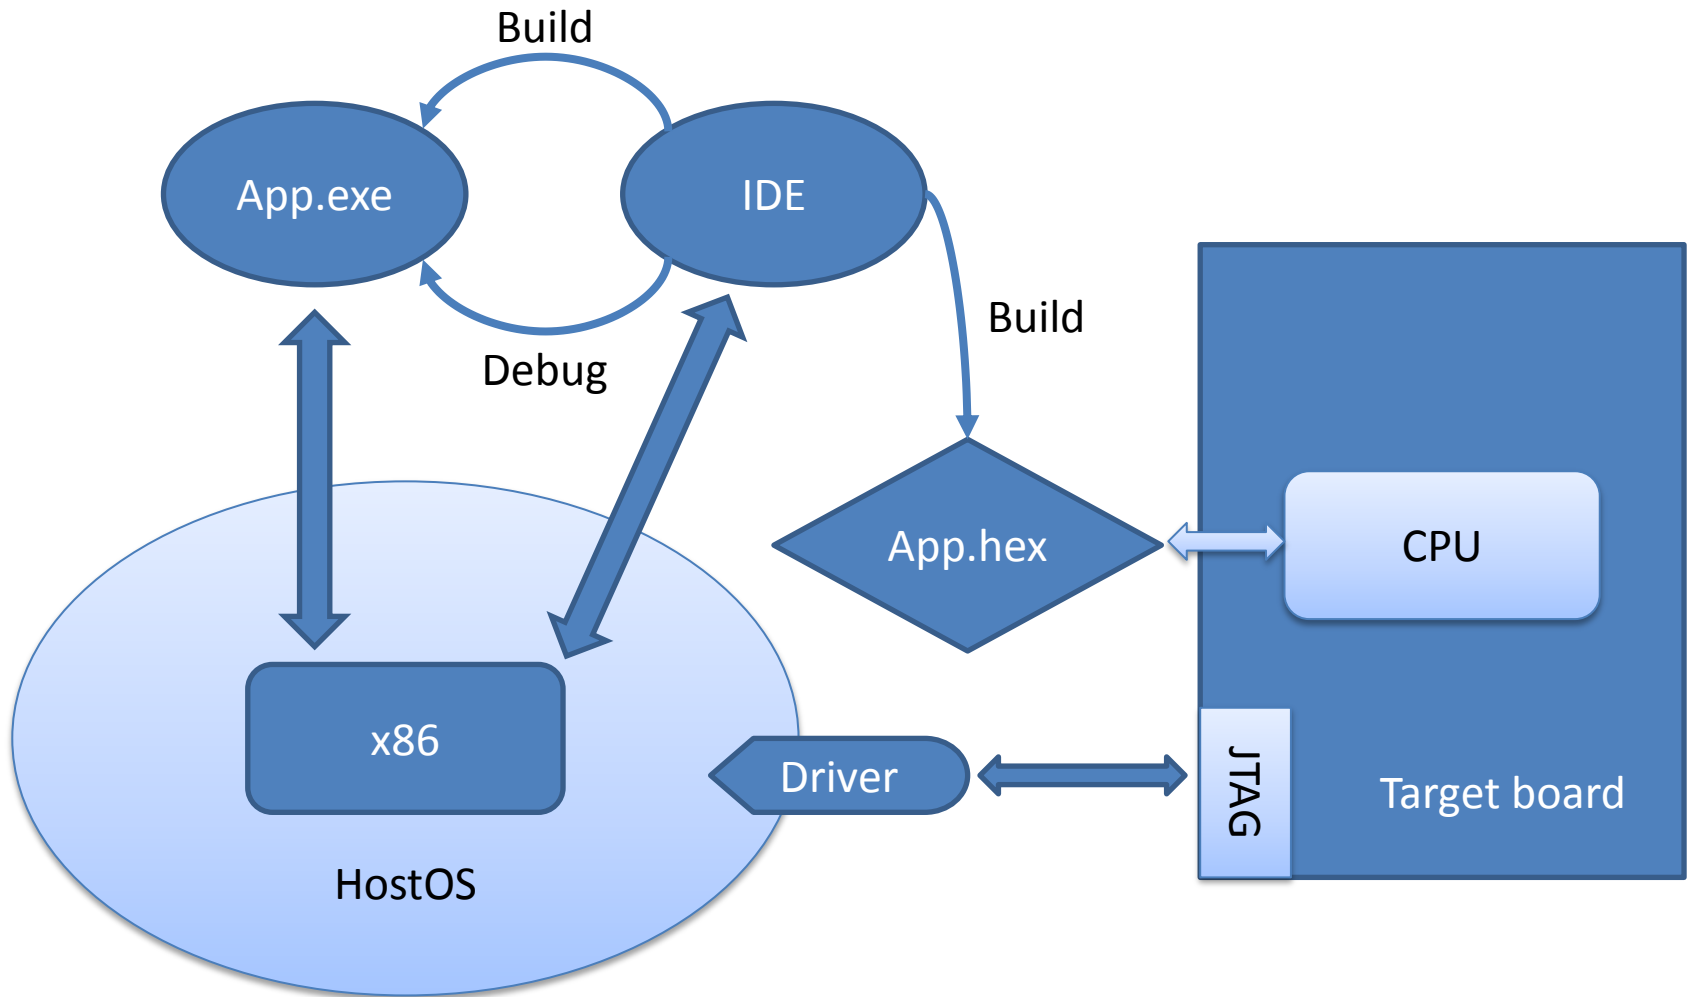 Build
App.exe
IDE
Build
Debug
App.hex
CPU
x86
Driver
JTAG
Target board
HostOS